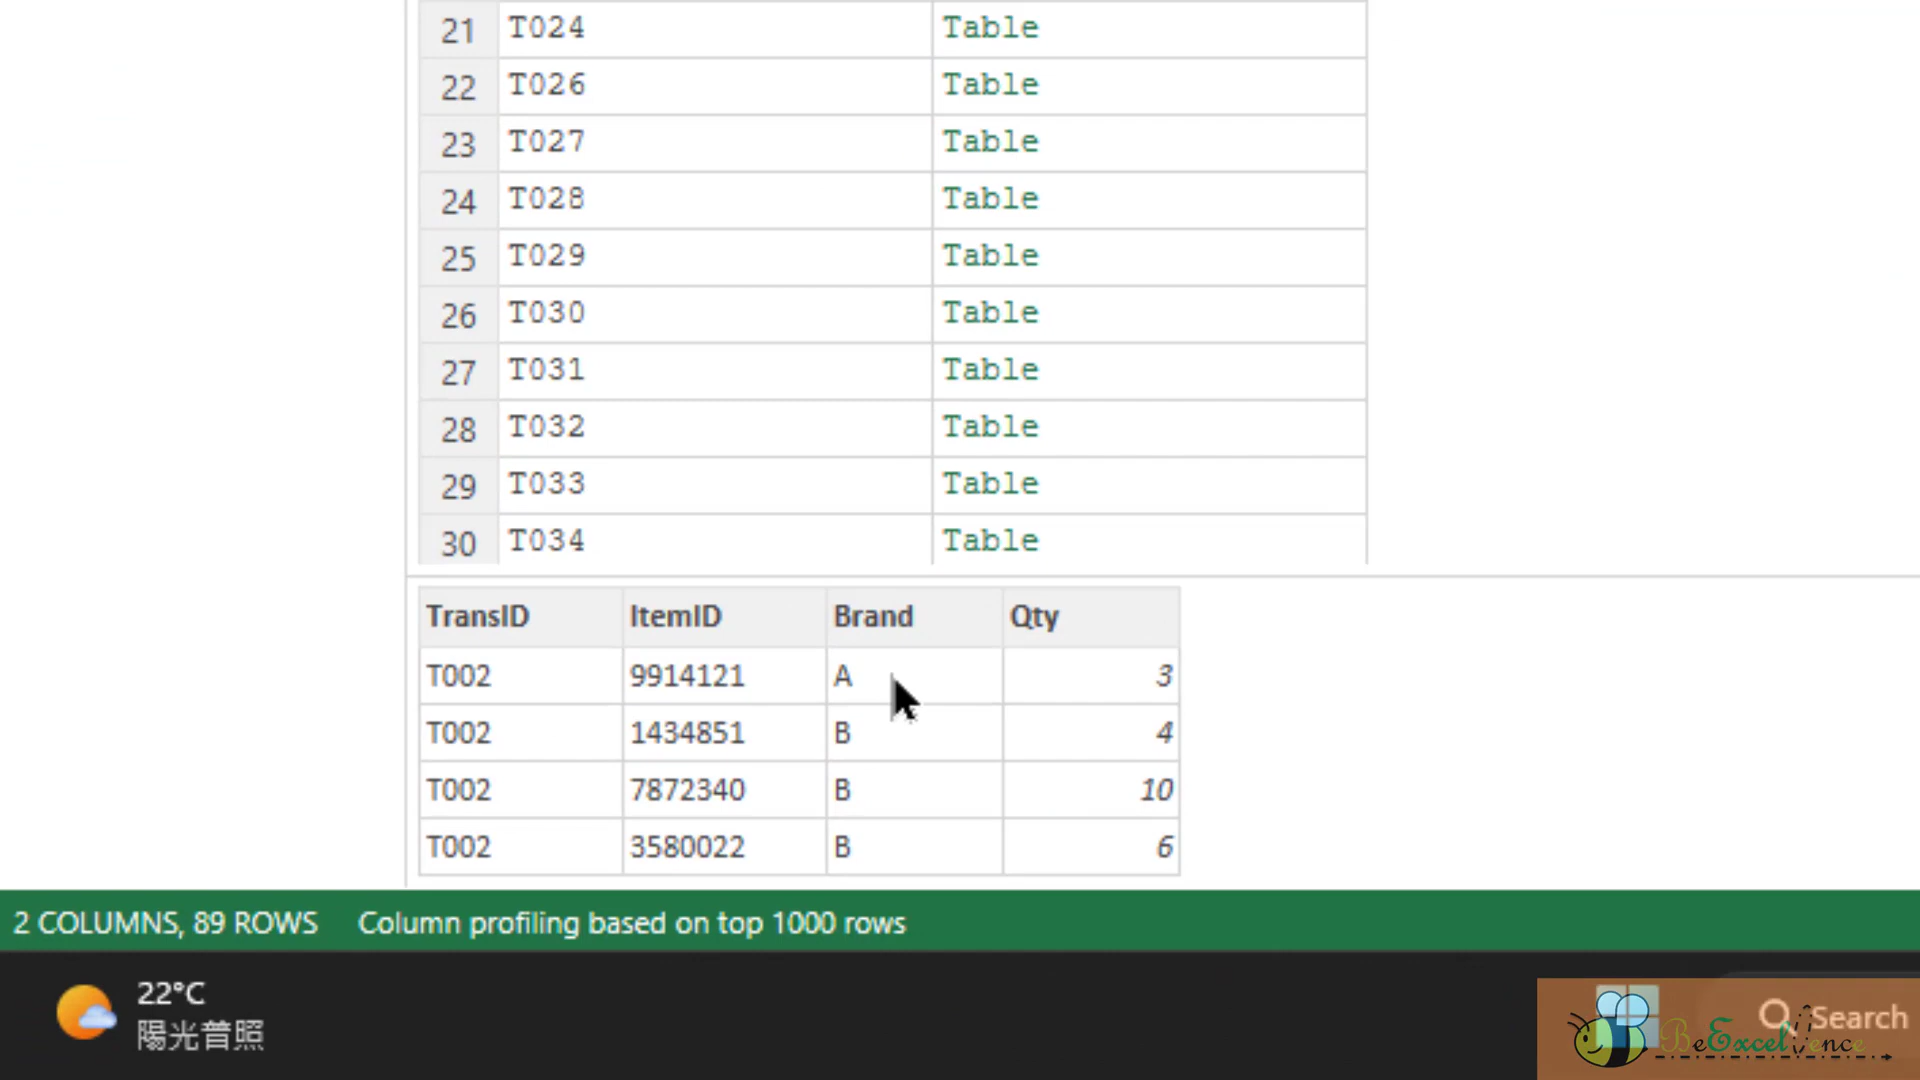 21 T024 Table
22 T026 Table
23 T027 Table
24 T028 Table
25 T029 Table
26 T030 Table
27 T031 Table
28 T032 Table
29 T033 Table
30 T034 Table
TransID ItemID Brand Qty
T002 9914121 A 3
T002 1434851 B 4
T002 7872340 B 10
T002 3580022 B 6
2 COLUMNS, 89 ROWS Column profiling based on top 1000 rows
22°C
陽光普照
Search
BeExcelVence